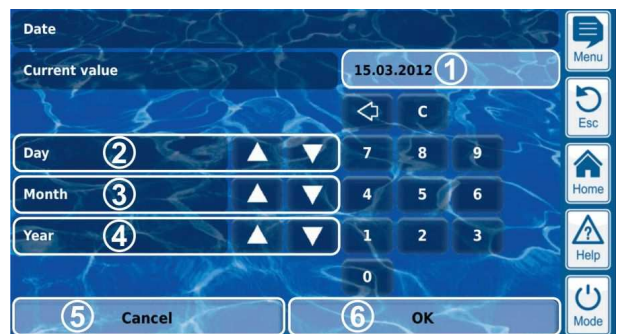 Date
Current value 15.03.2012 1
Menu
C
Esc
Day 2 7 8 9
Month 3 4 5 6
Home
Year 4 1 2 3
Help
0
5 Cancel 6 OK
Mode